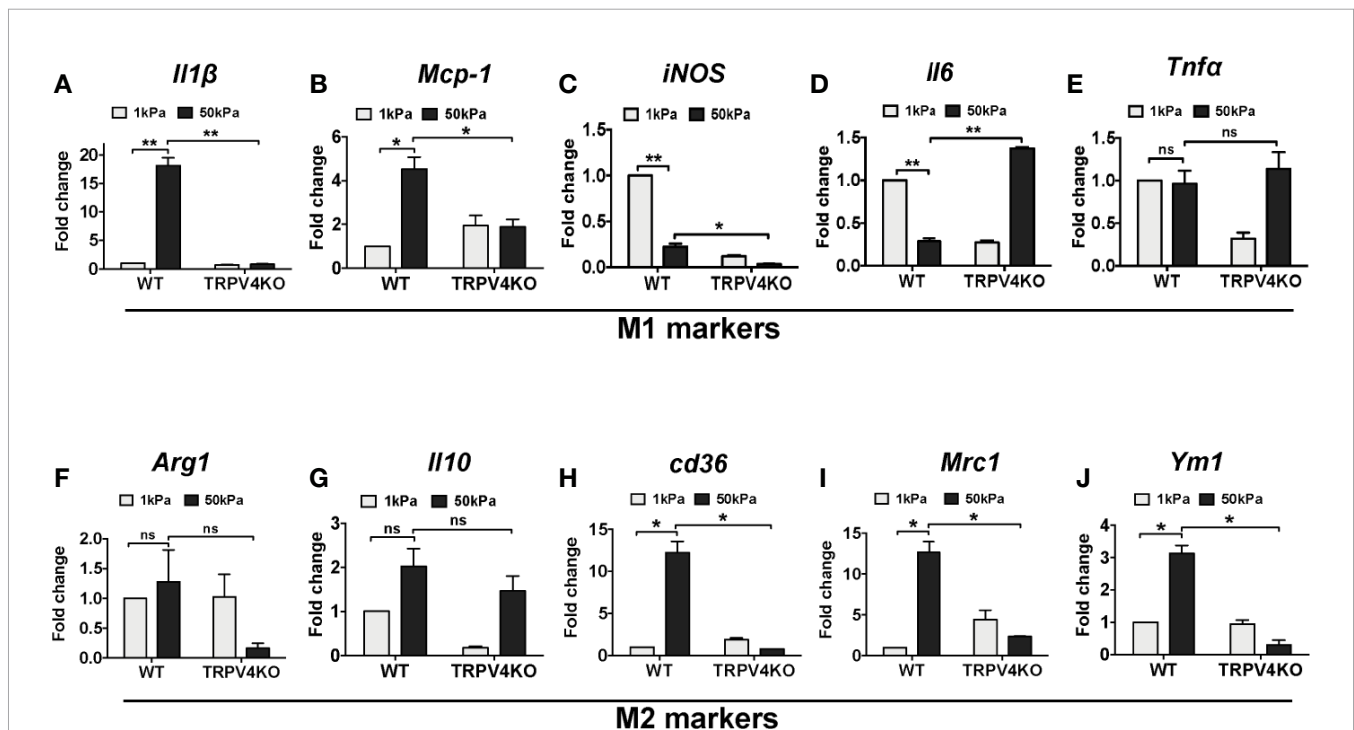 A Il1β B Mcp-1 C iNOS D Il6 E Tnfα
1kPa 50kPa 1kPa 50kPa 1kPa 50kPa 1kPa 50kPa 1kPa 50kPa
** ** * * ** * ** ** ns ns
Fold change Fold change Fold change Fold change Fold change
20 15 10 5 0
6 4 2 0
1.5 1.0 0.5 0.0
1.5 1.0 0.5 0.0
1.5 1.0 0.5 0.0
WT TRPV4KO WT TRPV4KO WT TRPV4KO WT TRPV4KO WT TRPV4KO
M1 markers
F Arg1 G Il10 H cd36 I Mrc1 J Ym1
1kPa 50kPa 1kPa 50kPa 1kPa 50kPa 1kPa 50kPa 1kPa 50kPa
ns ns ns ns * * * * * *
Fold change Fold change Fold change Fold change Fold change
2.0 1.5 1.0 0.5 0.0
3 2 1 0
15 10 5 0
15 10 5 0
4 3 2 1 0
WT TRPV4KO WT TRPV4KO WT TRPV4KO WT TRPV4KO WT TRPV4KO
M2 markers